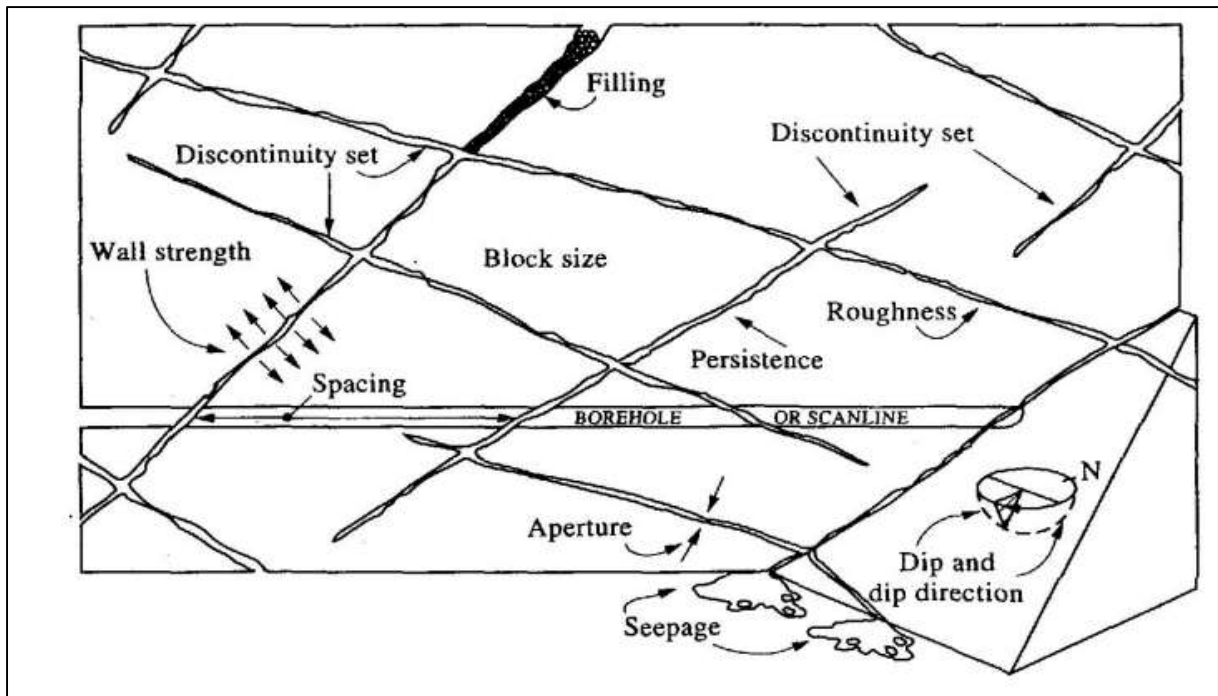 Filling
Discontinuity set
Discontinuity set
Wall strength
Block size
Roughness
Persistence
Spacing
BOREHOLE OR SCANLINE
N
Aperture
Dip and
dip direction
Seepage